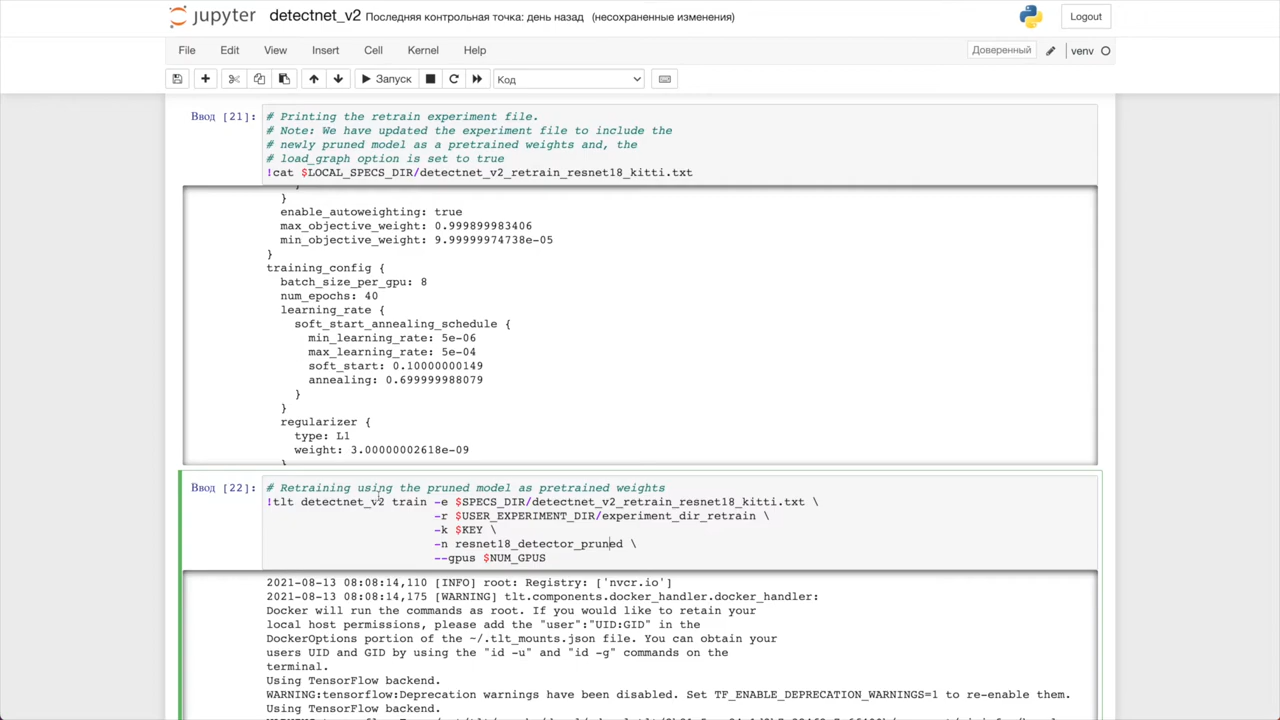 jupyter detectnet_v2 Последняя контрольная точка: день назад (несохраненные изменения) Logout
File Edit View Insert Cell Kernel Help Доверенный venv
Запуск Код
Ввод [21]: # Printing the retrain experiment file.
# Note: We have updated the experiment file to include the
# newly pruned model as a pretrained weights and, the
# load_graph option is set to true
!cat $LOCAL_SPECS_DIR/detectnet_v2_retrain_resnet18_kitti.txt
}
enable_autoweighting: true
max_objective_weight: 0.999899983406
min_objective_weight: 9.99999974738e-05
}
training_config {
batch_size_per_gpu: 8
num_epochs: 40
learning_rate {
soft_start_annealing_schedule {
min_learning_rate: 5e-06
max_learning_rate: 5e-04
soft_start: 0.10000000149
annealing: 0.699999988079
}
}
regularizer {
type: L1
weight: 3.00000002618e-09
}
Ввод [22]: # Retraining using the pruned model as pretrained weights
!tlt detectnet_v2 train -e $SPECS_DIR/detectnet_v2_retrain_resnet18_kitti.txt \
-r $USER_EXPERIMENT_DIR/experiment_dir_retrain \
-k $KEY \
-n resnet18_detector_pruned \
--gpus $NUM_GPUS
2021-08-13 08:08:14,110 [INFO] root: Registry: ['nvcr.io']
2021-08-13 08:08:14,175 [WARNING] tlt.components.docker_handler.docker_handler:
Docker will run the commands as root. If you would like to retain your
local host permissions, please add the "user":"UID:GID" in the
DockerOptions portion of the ~/.tlt_mounts.json file. You can obtain your
users UID and GID by using the "id -u" and "id -g" commands on the
terminal.
Using TensorFlow backend.
WARNING:tensorflow:Deprecation warnings have been disabled. Set TF_ENABLE_DEPRECATION_WARNINGS=1 to re-enable them.
Using TensorFlow backend.